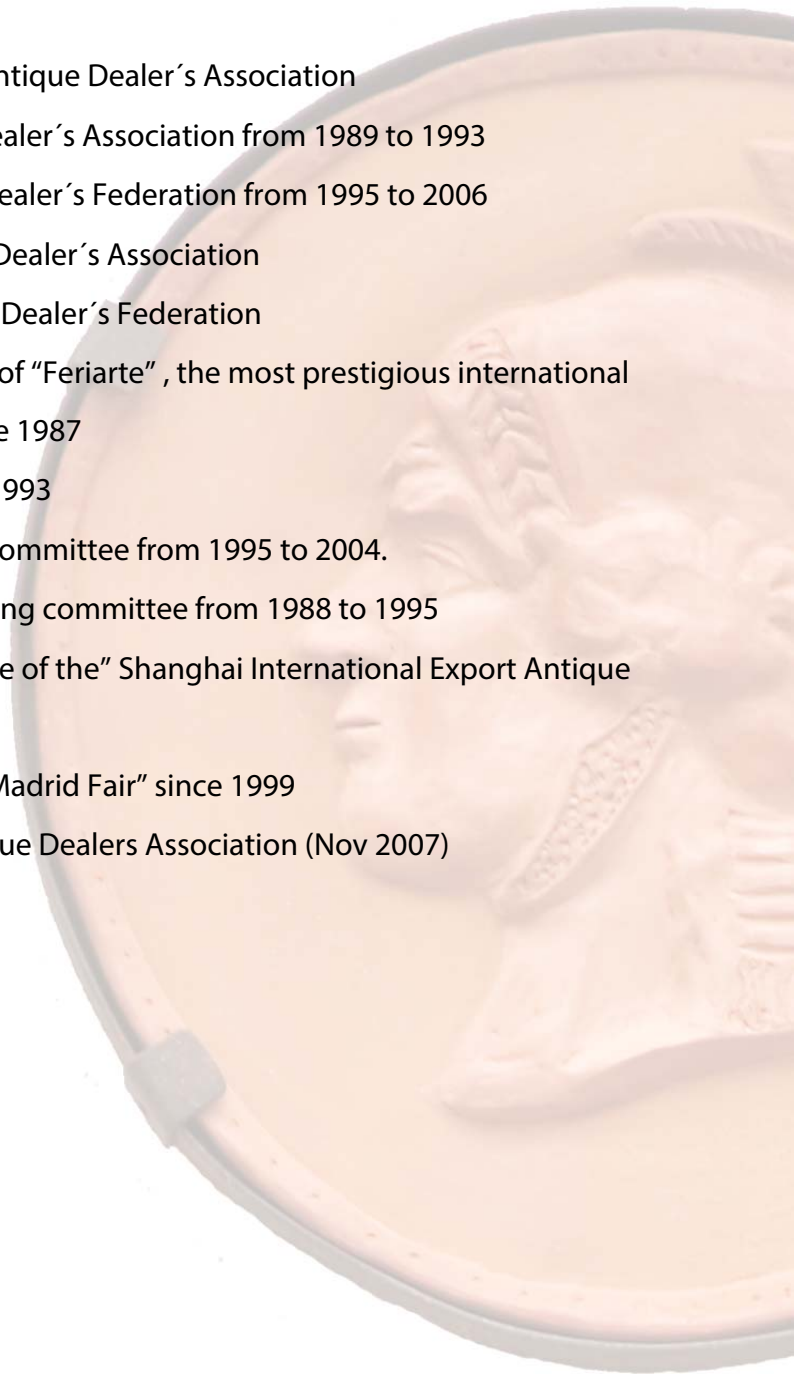 ntique Dealer´s Association
ealer´s Association from 1989 to 1993
ealer´s Federation from 1995 to 2006
Dealer´s Association
Dealer´s Federation
of “Feriarte” , the most prestigious international
e 1987
993
ommittee from 1995 to 2004.
ng committee from 1988 to 1995
e of the” Shanghai International Export Antique
Madrid Fair” since 1999
ue Dealers Association (Nov 2007)